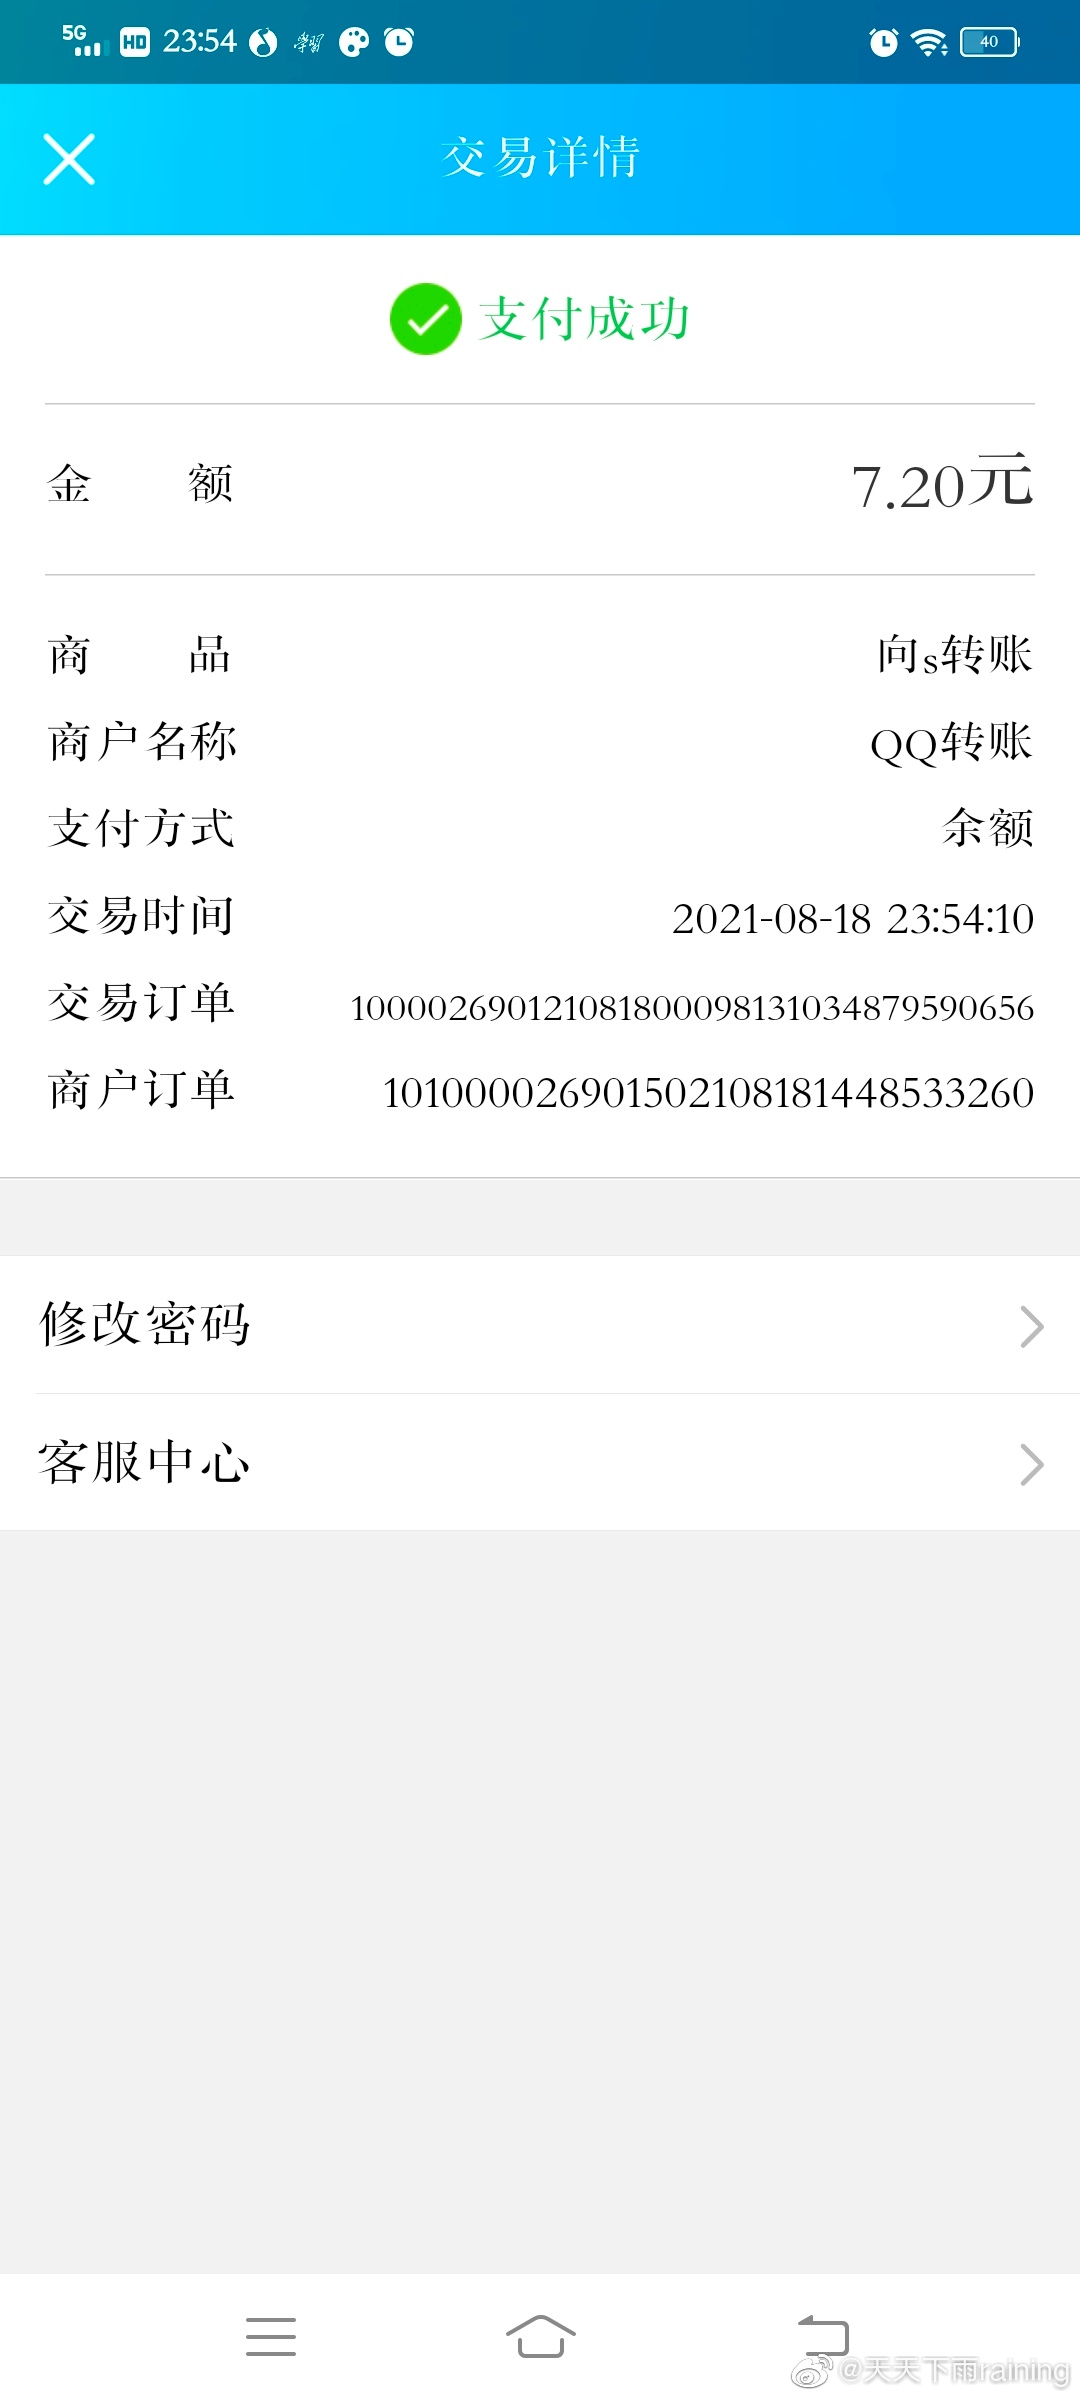 5G HD 23:54 學習 40
交易详情
支付成功
金额 7.20元
商品 向s转账
商户名称 QQ转账
支付方式 余额
交易时间 2021-08-18 23:54:10
交易订单 100002690121081800098131034879590656
商户订单 101000026901502108181448533260
修改密码
客服中心
@天天下雨raining